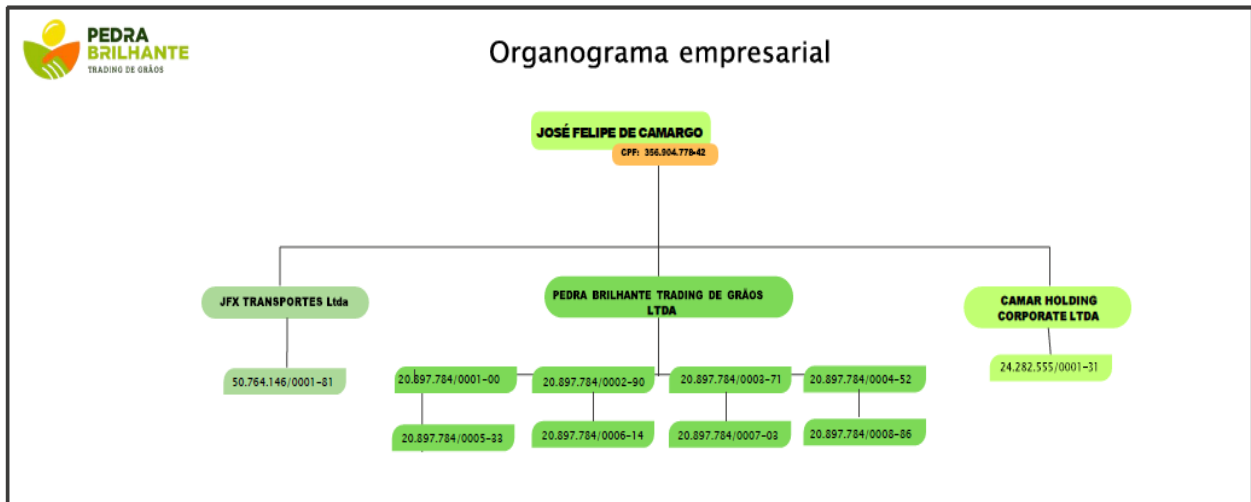 PEDRA
BRILHANTE
TRADING DE GRÃOS
Organograma empresarial
JOSÉ FELIPE DE CAMARGO
CPF: 356.904.778-42
JFX TRANSPORTES Ltda
PEDRA BRILHANTE TRADING DE GRÃOS
LTDA
CAMAR HOLDING
CORPORATE LTDA
50.764.146/0001-81
20.897.784/0001-00
20.897.784/0002-90
20.897.784/0003-71
20.897.784/0004-52
24.282.555/0001-31
20.897.784/0005-33
20.897.784/0006-14
20.897.784/0007-03
20.897.784/0008-86